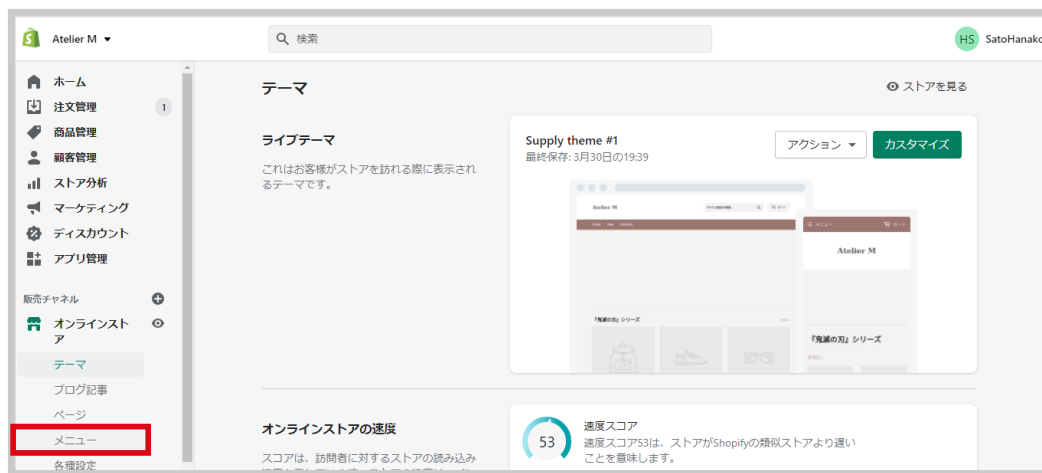 Atelier M
検索
HS SatoHanako
ホーム
注文管理 1
商品管理
顧客管理
ストア分析
マーケティング
ディスカウント
アプリ管理
販売チャネル
オンラインスト
ア
テーマ
ブログ記事
ページ
メニュー
各種設定
テーマ
ストアを見る
ライブテーマ
これはお客様がストアを訪れる際に表示され
るテーマです。
Supply theme #1
最終保存: 3月30日の19:39
アクション
カスタマイズ
Atelier M
カート
『鬼滅の刃』シリーズ
メニュー
カート
Atelier M
『鬼滅の刃』シリーズ
オンラインストアの速度
スコアは、訪問者に対するストアの読み込み
53
速度スコア
速度スコア53は、ストアがShopifyの類似ストアより遅い
ことを意味します。